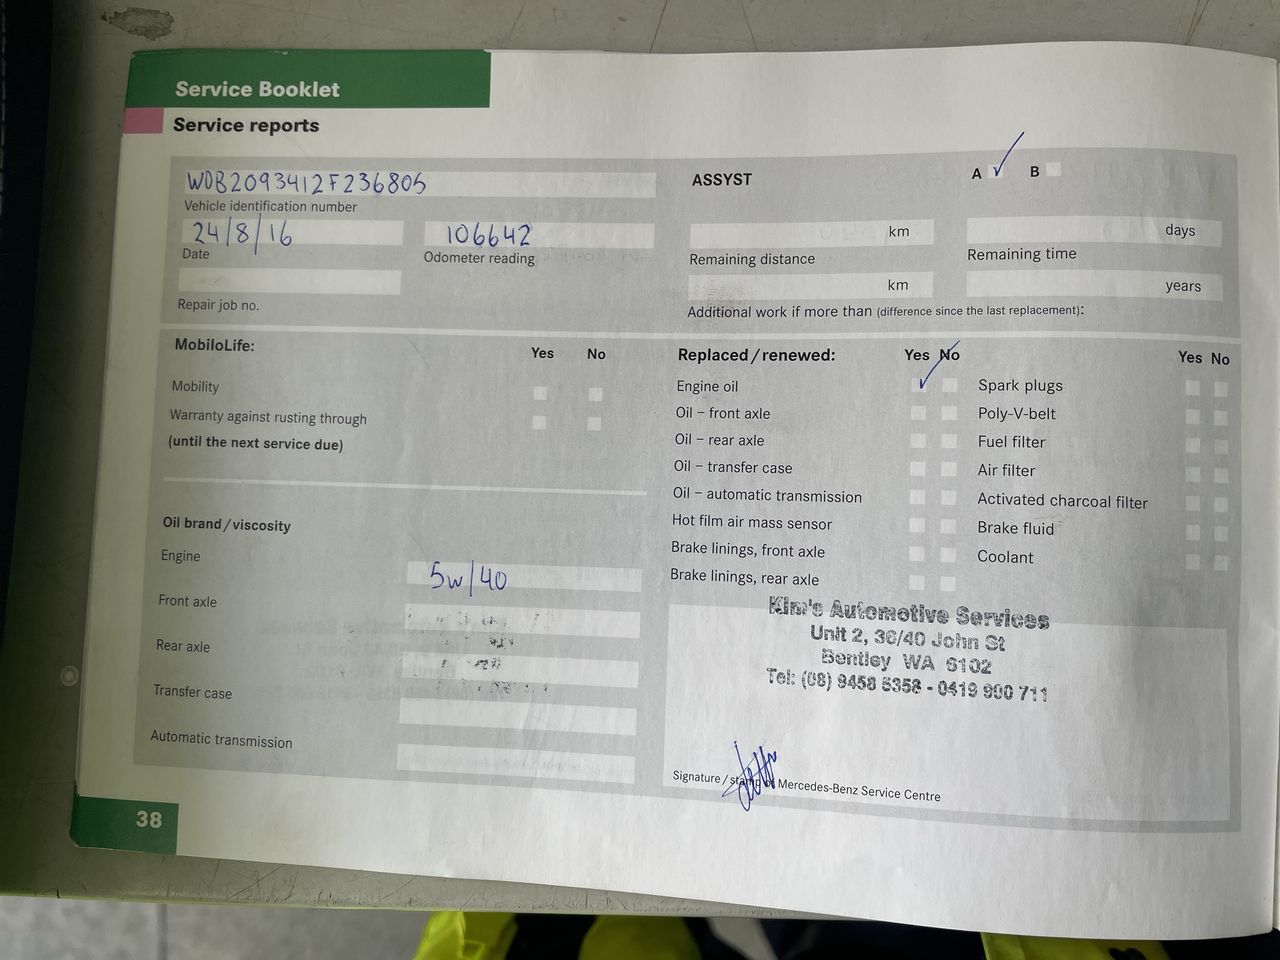 Service Booklet
Service reports
WDB2093412F236805
Vehicle identification number
24/8/16
Date
106642
Odometer reading
Repair job no.
ASSYST
A ✓ B
km
Remaining distance
days
Remaining time
km
years
Additional work if more than (difference since the last replacement):
MobiloLife:
Yes No
Mobility
Warranty against rusting through
(until the next service due)
Oil brand/viscosity
Engine
5w/40
Front axle
Rear axle
Transfer case
Automatic transmission
Replaced/renewed:
Yes No
Engine oil ✓
Oil – front axle
Oil – rear axle
Oil – transfer case
Oil – automatic transmission
Hot film air mass sensor
Brake linings, front axle
Brake linings, rear axle
Yes No
Spark plugs
Poly-V-belt
Fuel filter
Air filter
Activated charcoal filter
Brake fluid
Coolant
Kim's Automotive Services
Unit 2, 36/40 John St
Bentley WA 6102
Tel: (08) 9458 5358 - 0419 900 711
Signature/stamp of Mercedes-Benz Service Centre
38